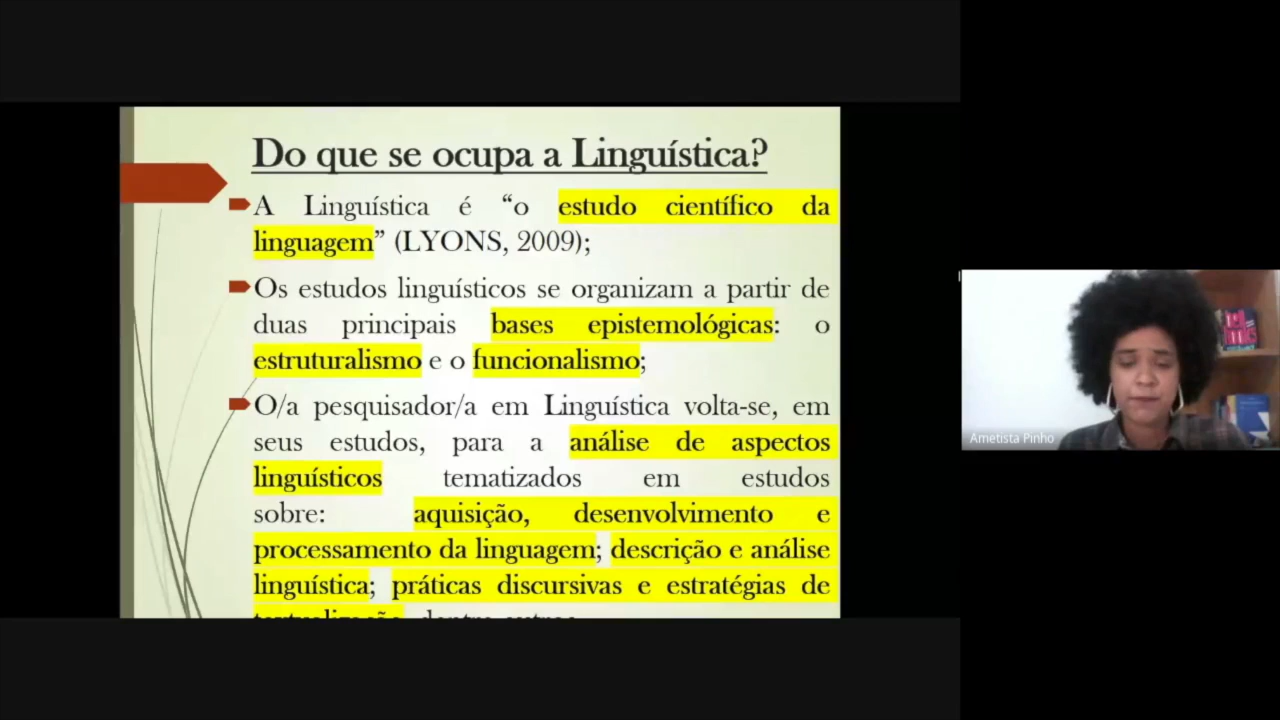 Do que se ocupa a Linguística?
A Linguística é “o estudo científico da
linguagem” (LYONS, 2009);
Os estudos linguísticos se organizam a partir de
duas principais bases epistemológicas: o
estruturalismo e o funcionalismo;
O/a pesquisador/a em Linguística volta-se, em
seus estudos, para a análise de aspectos
linguísticos tematizados em estudos
sobre: aquisição, desenvolvimento e
processamento da linguagem; descrição e análise
linguística; práticas discursivas e estratégias de
Ametista Pinho